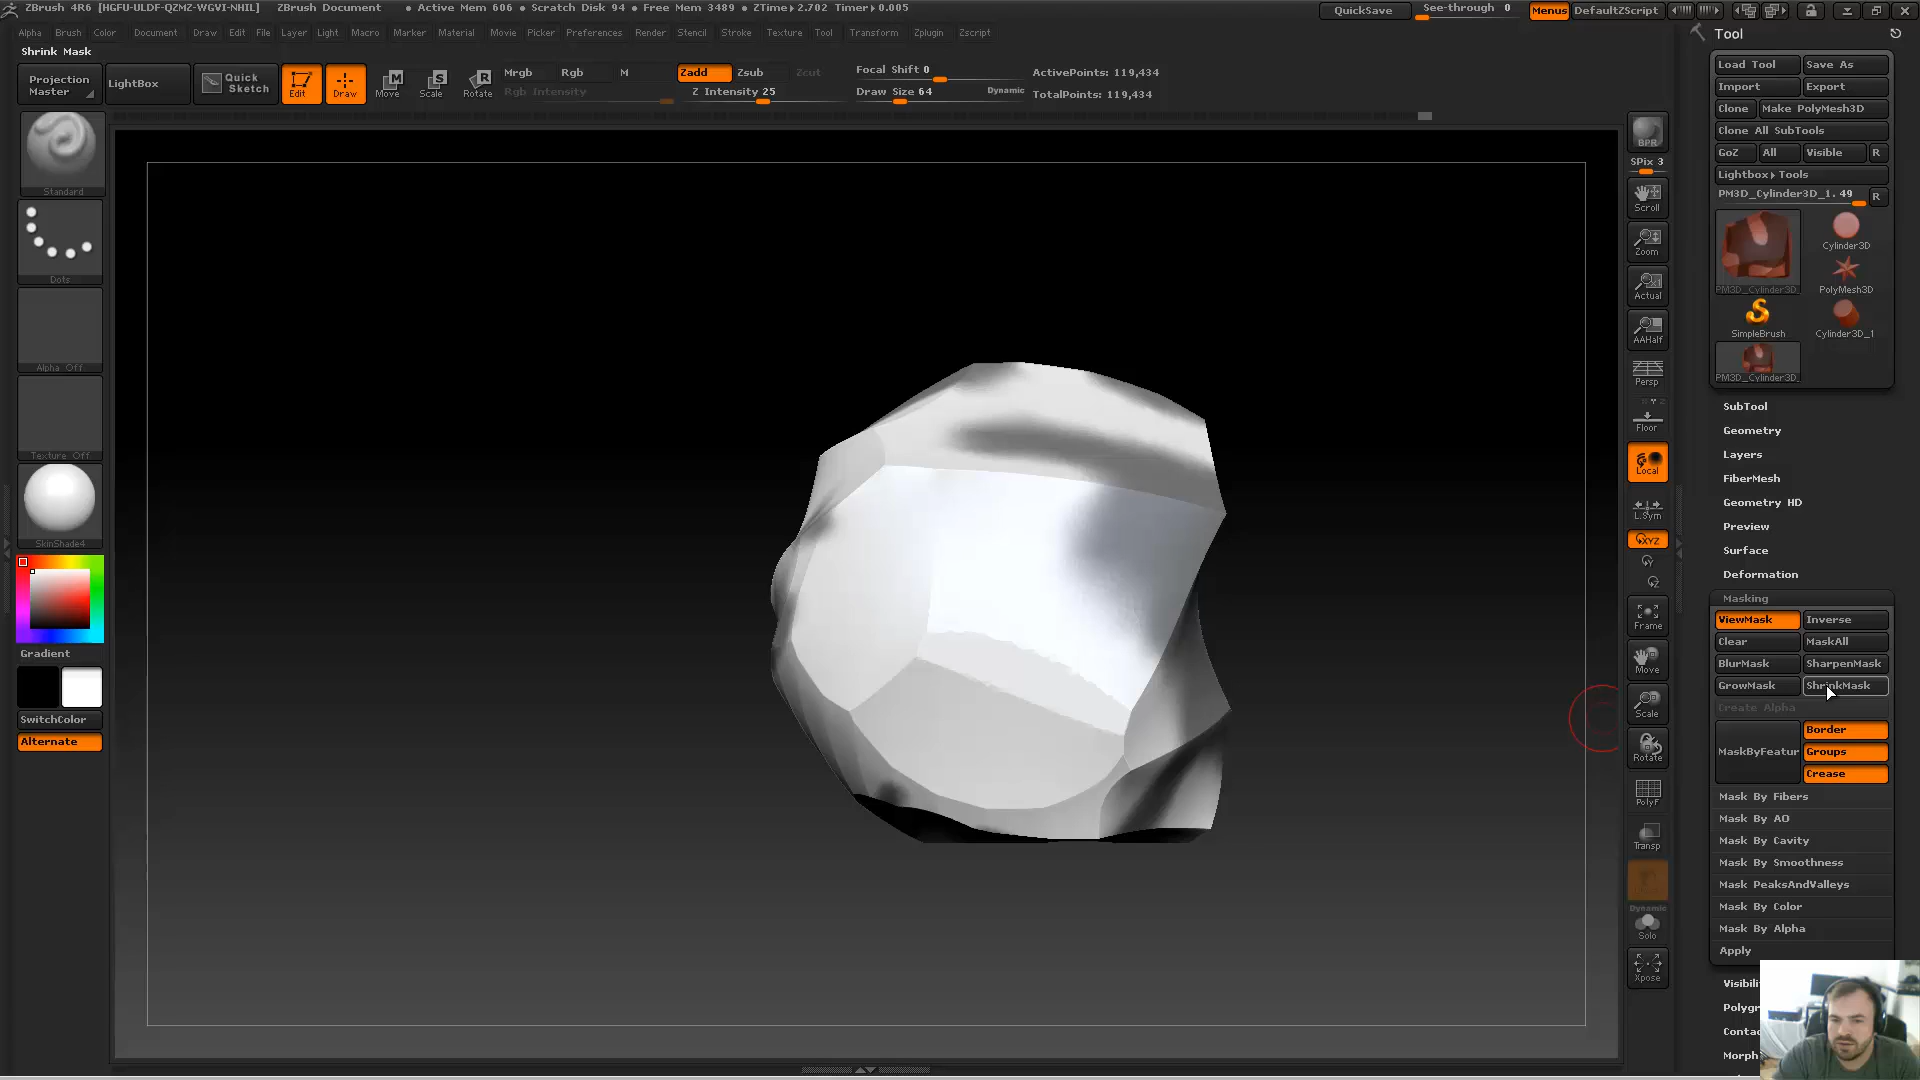 ZBrush 4R6 [HGFU-ULDF-QZMZ-WGVI-NHIL] ZBrush Document • Active Mem 606 • Scratch Disk 94 • Free Mem 3489 • ZTime▸2.702 Timer▸0.005 QuickSave See-through 0 Menus DefaultZScript
Alpha Brush Color Document Draw Edit File Layer Light Macro Marker Material Movie Picker Preferences Render Stencil Stroke Texture Tool Transform Zplugin Zscript
Shrink Mask
Projection Master
LightBox
Quick Sketch
Edit
Draw
Move
Scale
Rotate
Mrgb Rgb M
Rgb Intensity
Zadd Zsub Zcut
Z Intensity 25
Focal Shift 0
Draw Size 64 Dynamic
ActivePoints: 119,434
TotalPoints: 119,434
Standard
Dots
Alpha Off
Texture Off
SkinShade4
Gradient
SwitchColor
Alternate
BPR
SPix 3
Scroll
Zoom
Actual
AAHalf
Persp
Floor
Local
L.Sym
XYZ
Frame
Move
Scale
Rotate
PolyF
Transp
Dynamic
Solo
Xpose
Tool
Load Tool Save As
Import Export
Clone Make PolyMesh3D
Clone All SubTools
GoZ All Visible R
Lightbox▸Tools
PM3D_Cylinder3D_1. 49 R
Cylinder3D
PM3D_Cylinder3D_ PolyMesh3D
SimpleBrush Cylinder3D_1
PM3D_Cylinder3D_
SubTool
Geometry
Layers
FiberMesh
Geometry HD
Preview
Surface
Deformation
Masking
ViewMask Inverse
Clear MaskAll
BlurMask SharpenMask
GrowMask ShrinkMask
Create Alpha
MaskByFeatur Border
Groups
Crease
Mask By Fibers
Mask By AO
Mask By Cavity
Mask By Smoothness
Mask PeaksAndValleys
Mask By Color
Mask By Alpha
Apply
Visibili
Polygr
Contac
Morph